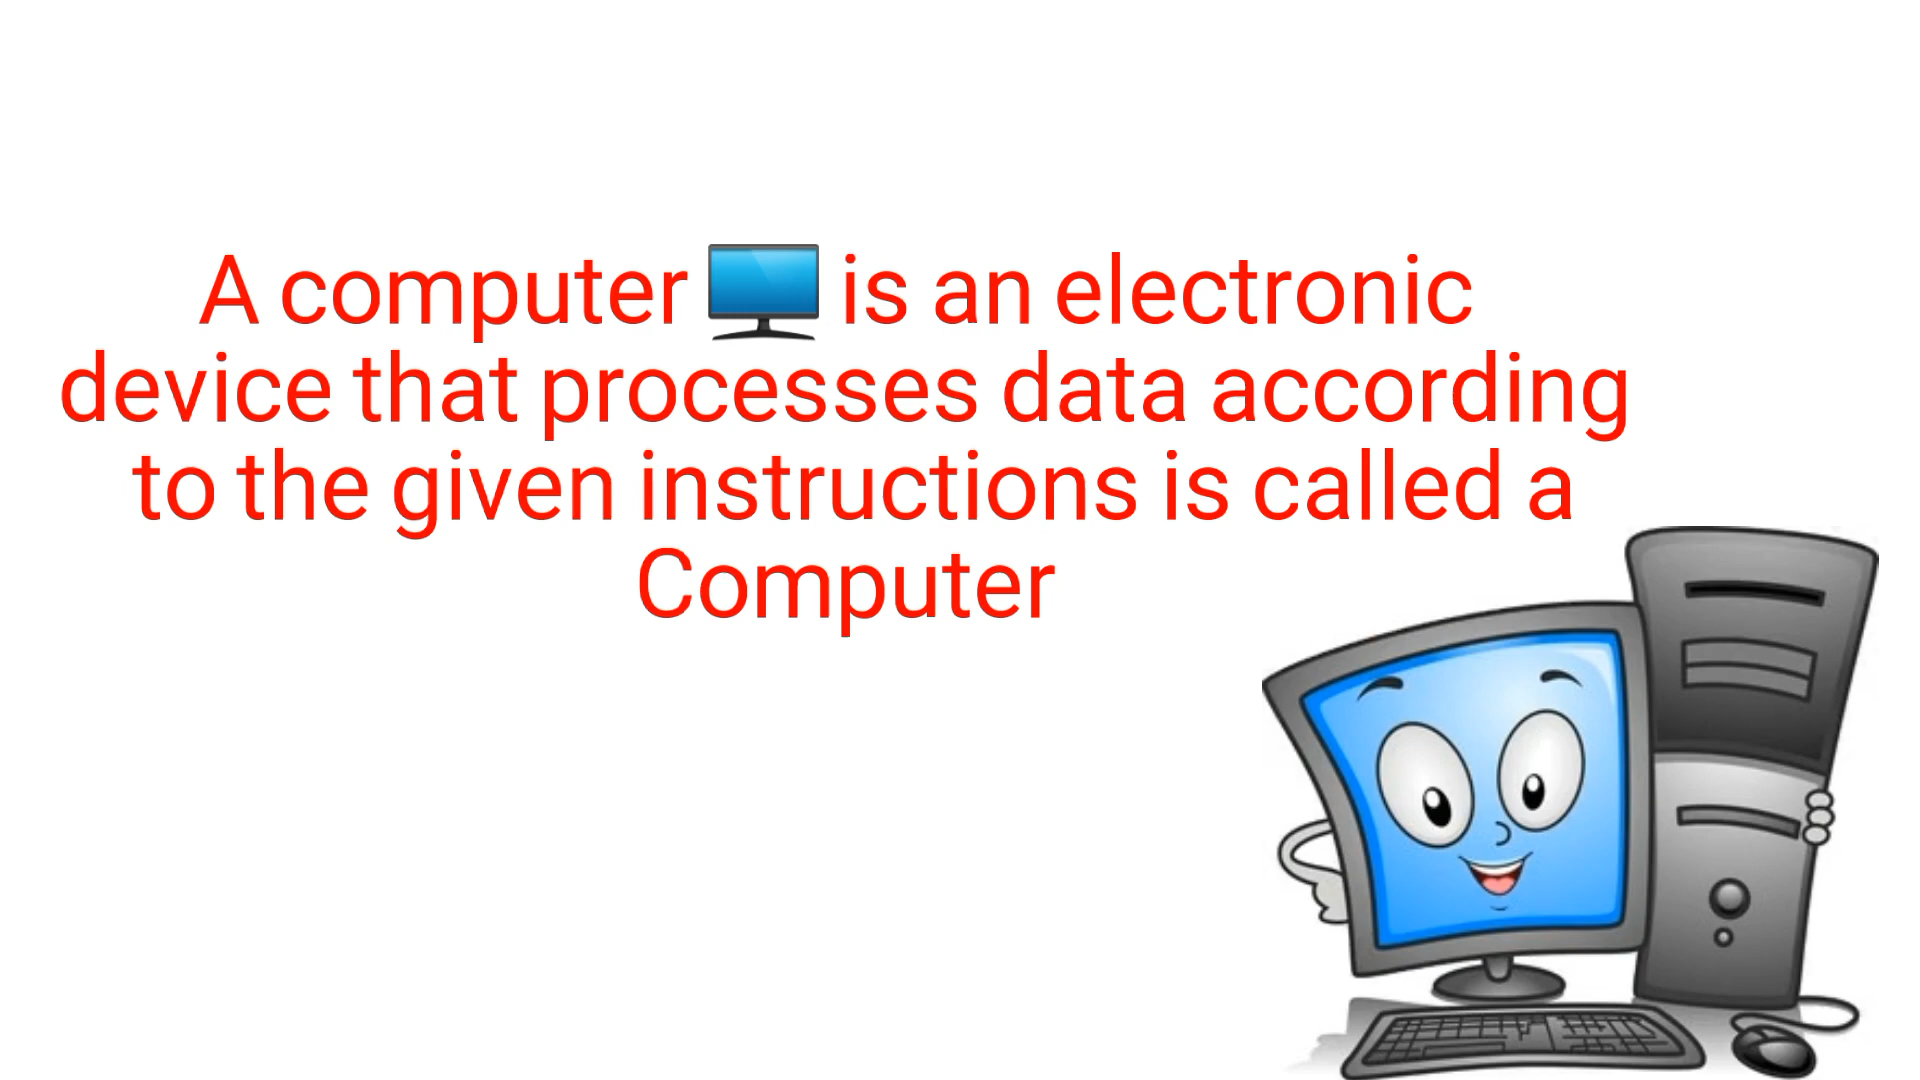 A computer 🖥️ is an electronic
device that processes data according
to the given instructions is called a
Computer